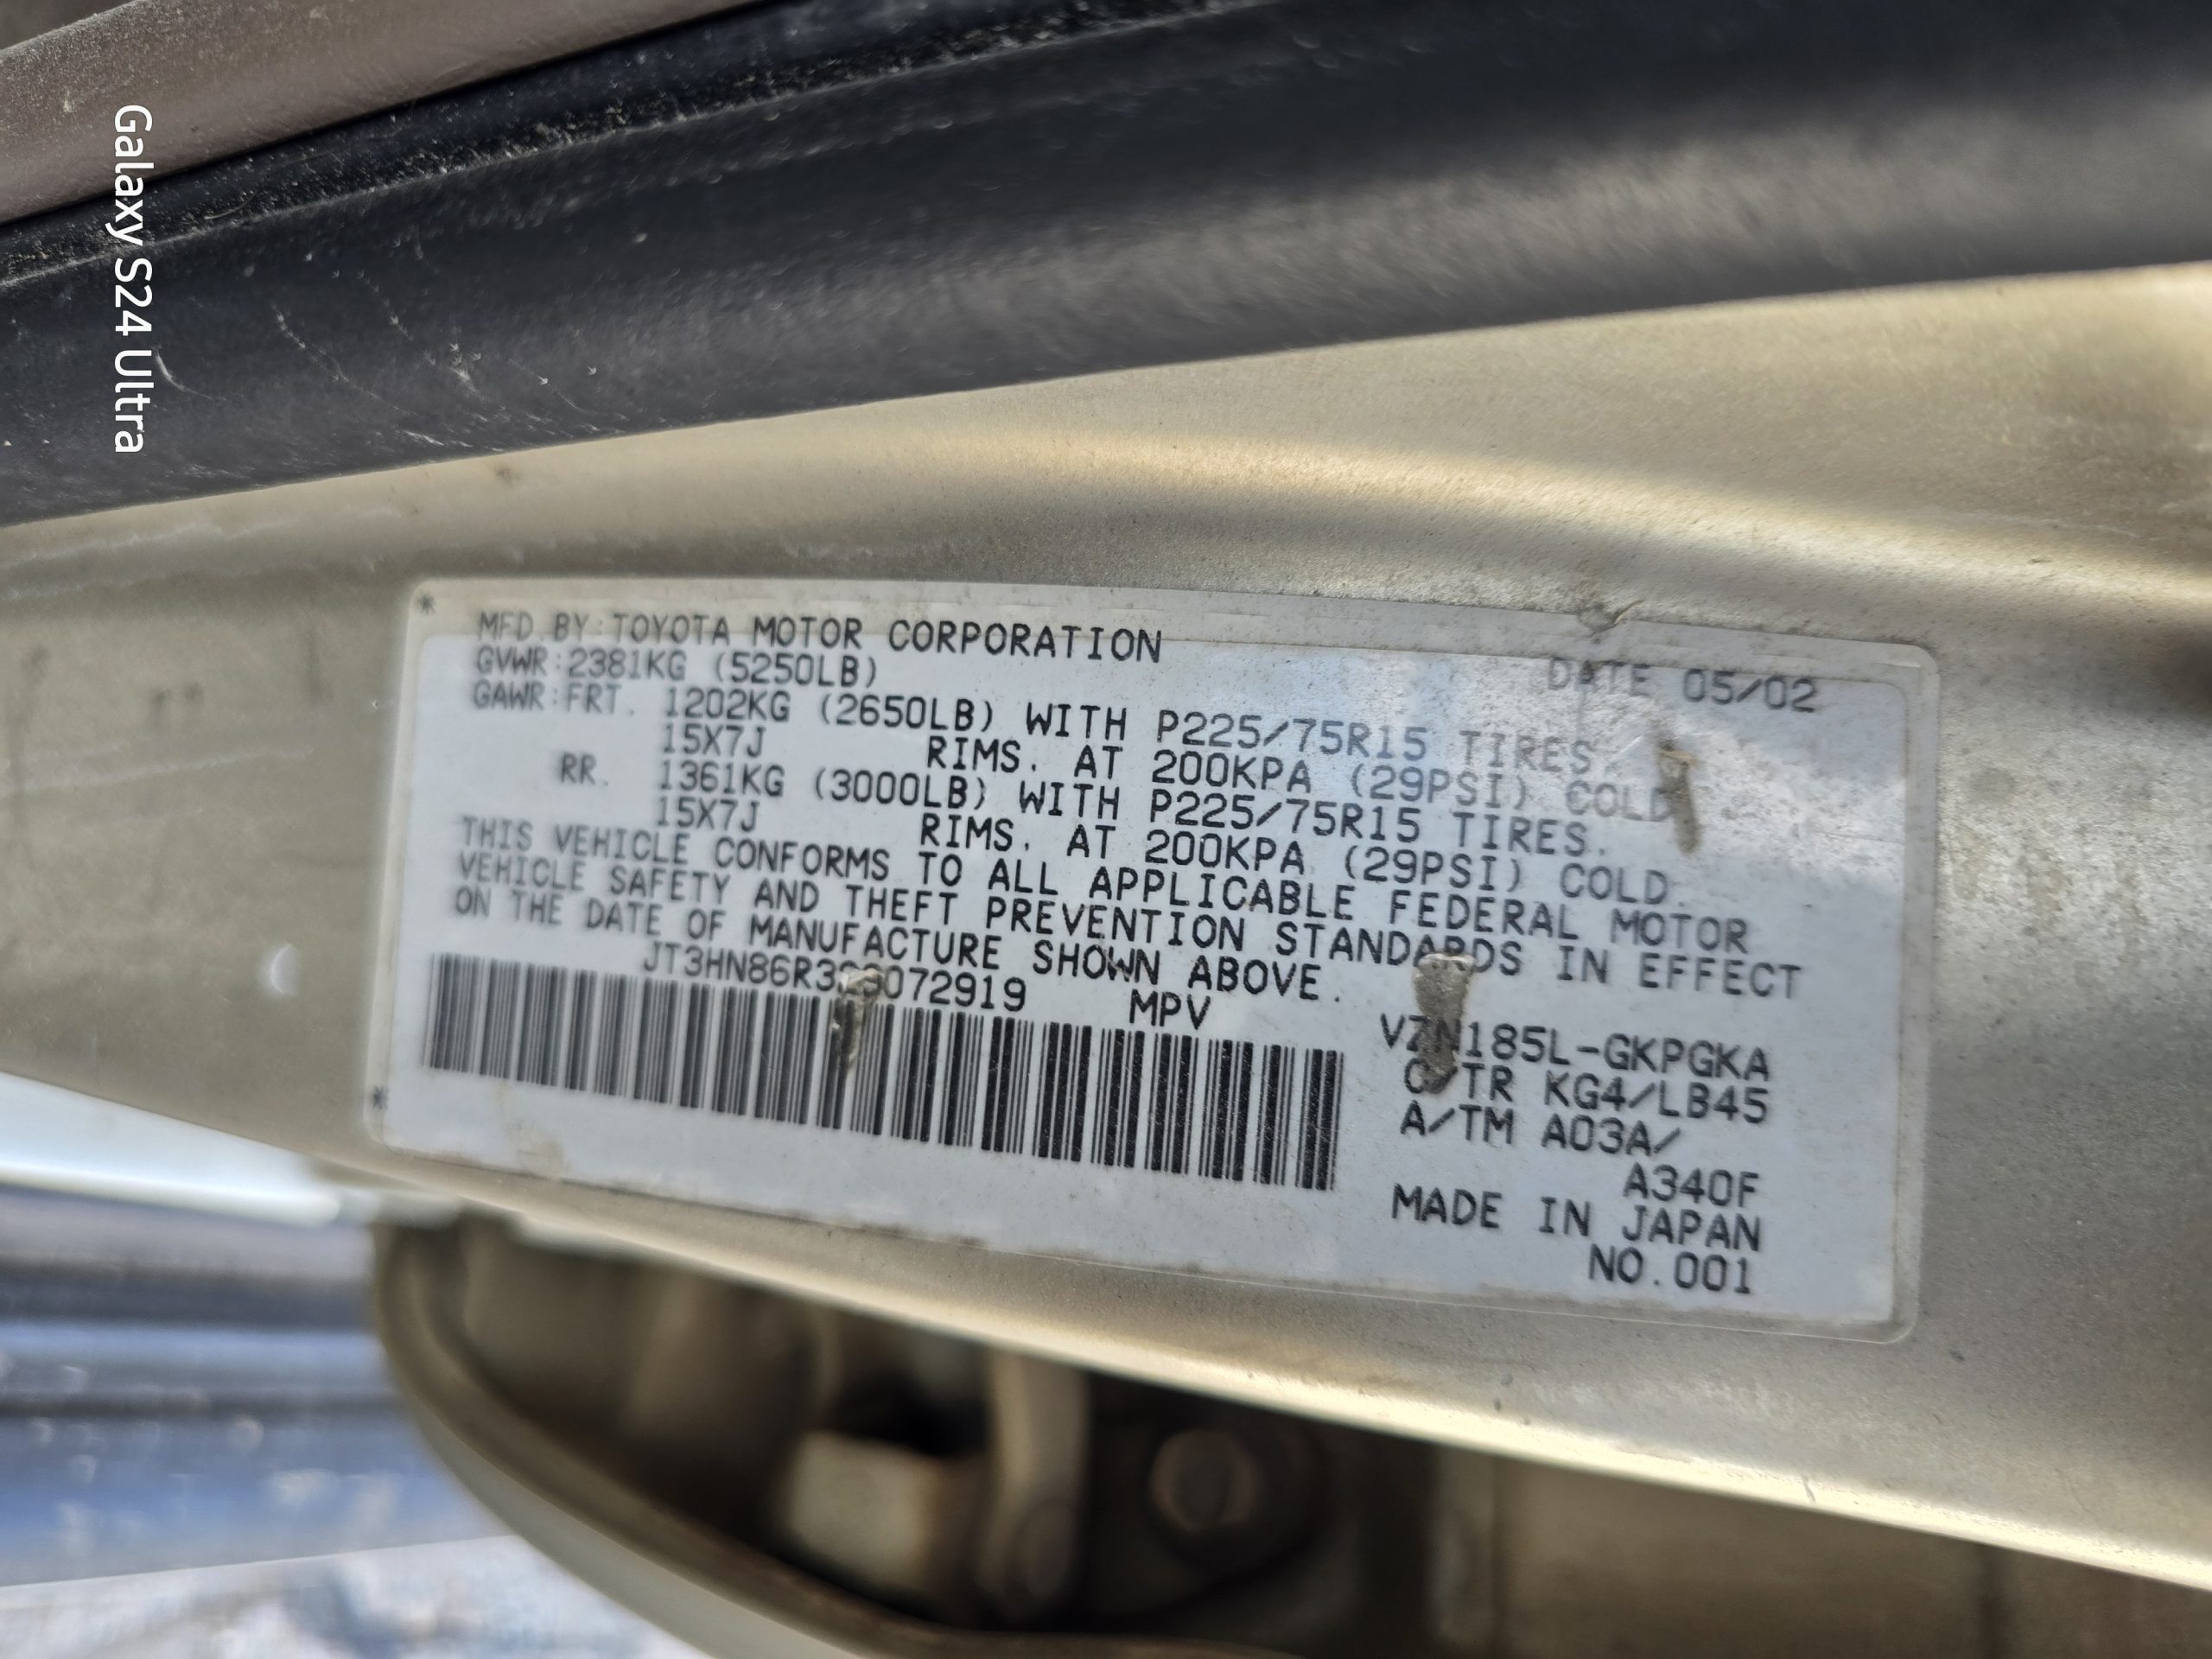 Galaxy S24 Ultra
MFD.BY:TOYOTA MOTOR CORPORATION
DATE 05/02
GVWR:2381KG (5250LB)
GAWR:FRT. 1202KG (2650LB) WITH P225/75R15 TIRES.
15X7J RIMS. AT 200KPA (29PSI) COLD
RR. 1361KG (3000LB) WITH P225/75R15 TIRES.
15X7J RIMS. AT 200KPA (29PSI) COLD.
THIS VEHICLE CONFORMS TO ALL APPLICABLE FEDERAL MOTOR
VEHICLE SAFETY AND THEFT PREVENTION STANDARDS IN EFFECT
ON THE DATE OF MANUFACTURE SHOWN ABOVE.
MPV
VZN185L-GKPGKA
C/TR KG4/LB45
A/TM A03A/
A340F
MADE IN JAPAN
NO.001